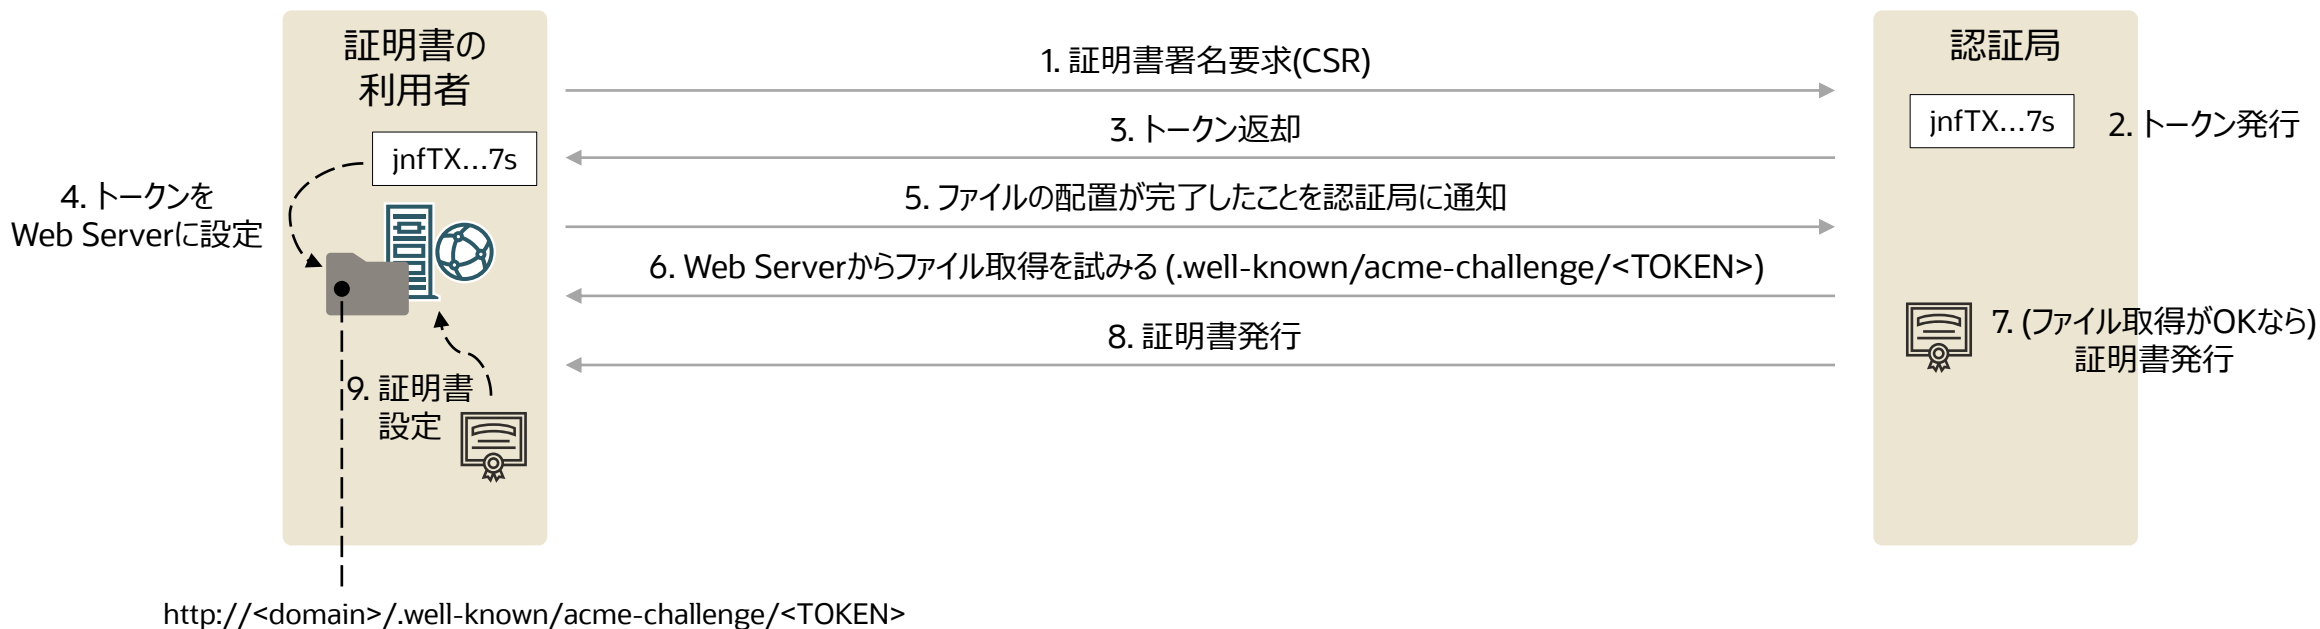 証明書の
利用者
認証局
1. 証明書署名要求(CSR)
jnfTX...7s
2. トークン発行
3. トークン返却
jnfTX...7s
4. トークンを
Web Serverに設定
5. ファイルの配置が完了したことを認証局に通知
6. Web Serverからファイル取得を試みる (.well-known/acme-challenge/<TOKEN>)
7. (ファイル取得がOKなら)
証明書発行
8. 証明書発行
9. 証明書
設定
http://<domain>/.well-known/acme-challenge/<TOKEN>